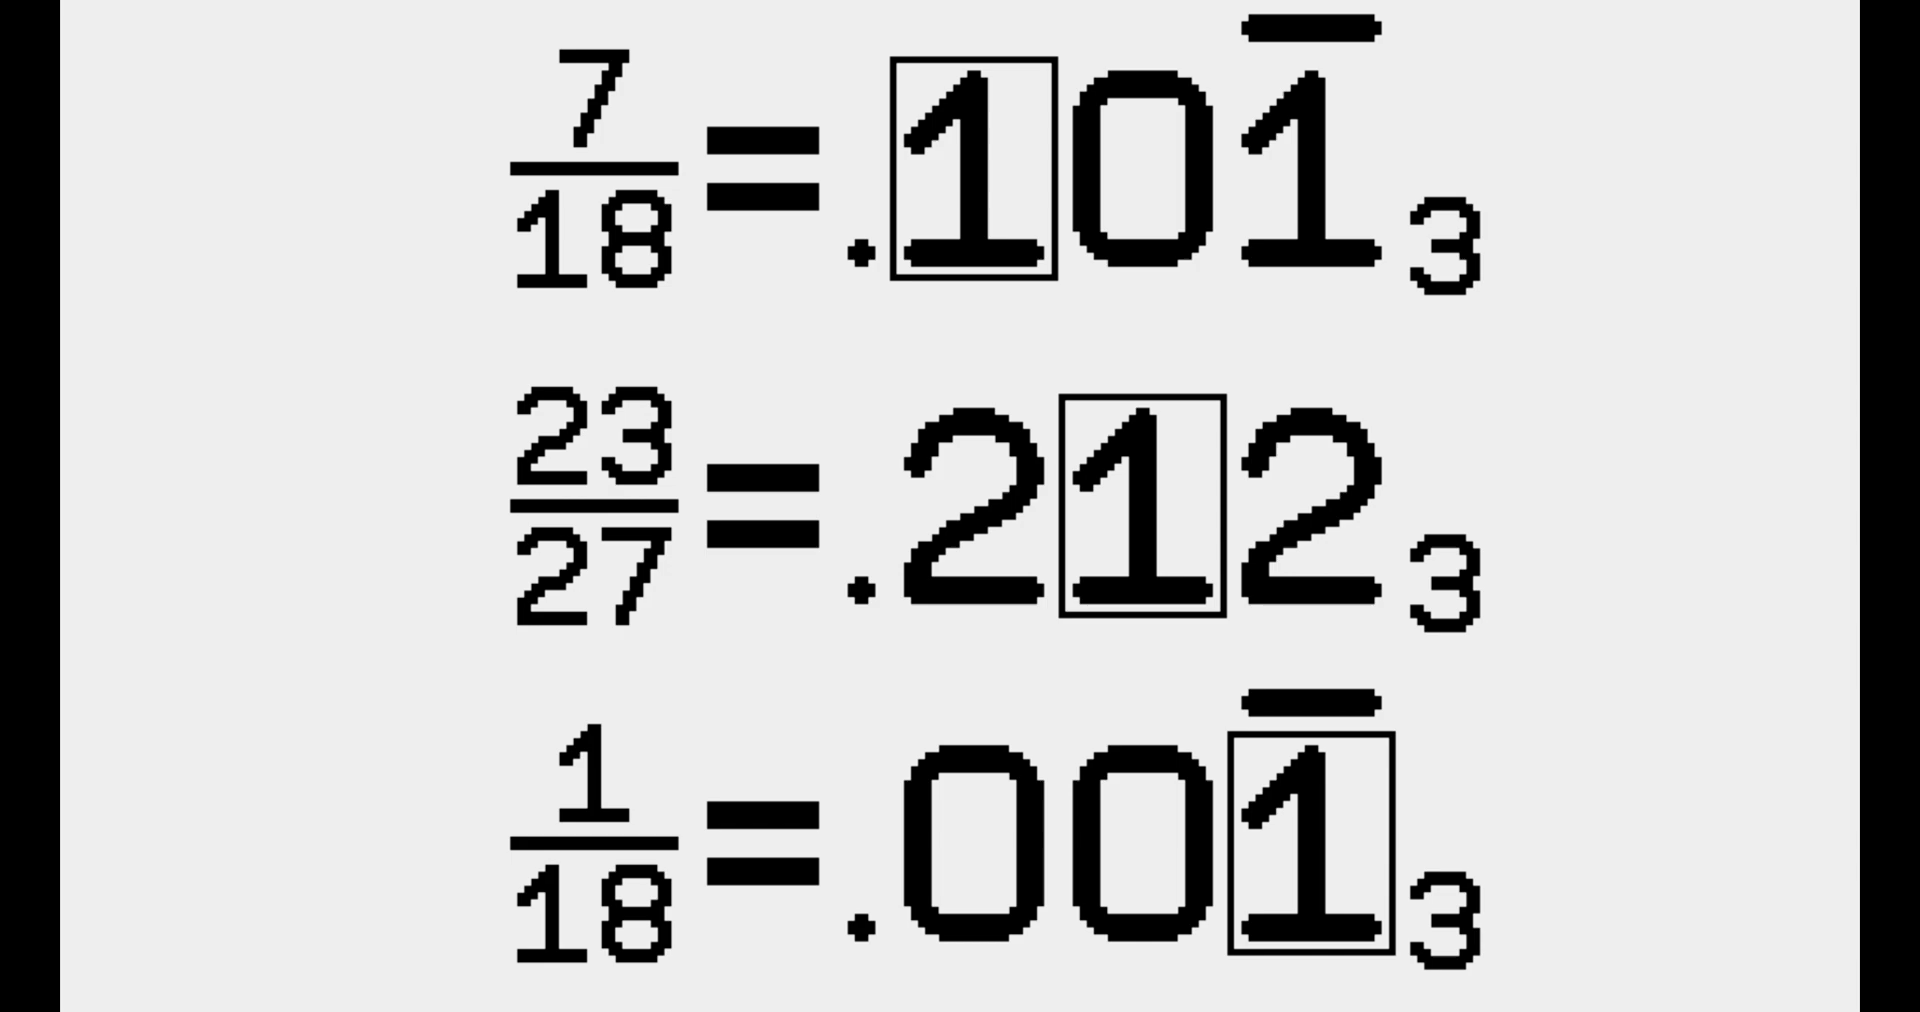 7/18 = .101̅₃
23/27 = .212₃
1/18 = .001̅₃